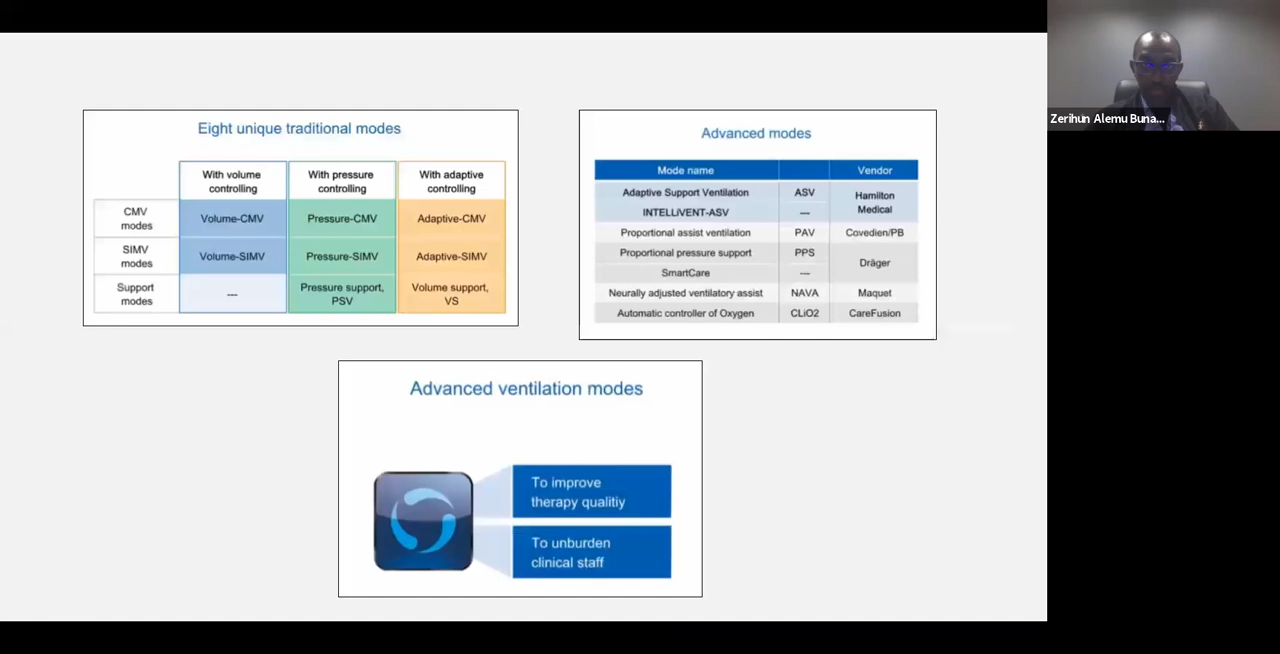 Eight unique traditional modes
With volume
controlling
With pressure
controlling
With adaptive
controlling
CMV
modes
Volume-CMV
Pressure-CMV
Adaptive-CMV
SIMV
modes
Volume-SIMV
Pressure-SIMV
Adaptive-SIMV
Support
modes
---
Pressure support,
PSV
Volume support,
VS
Advanced modes
Mode name
Vendor
Adaptive Support Ventilation
ASV
Hamilton
Medical
INTELLiVENT-ASV
---
Proportional assist ventilation
PAV
Covedien/PB
Proportional pressure support
PPS
Dräger
SmartCare
---
Neurally adjusted ventilatory assist
NAVA
Maquet
Automatic controller of Oxygen
CLiO2
CareFusion
Advanced ventilation modes
To improve
therapy qualitiy
To unburden
clinical staff
Zerihun Alemu Buna...